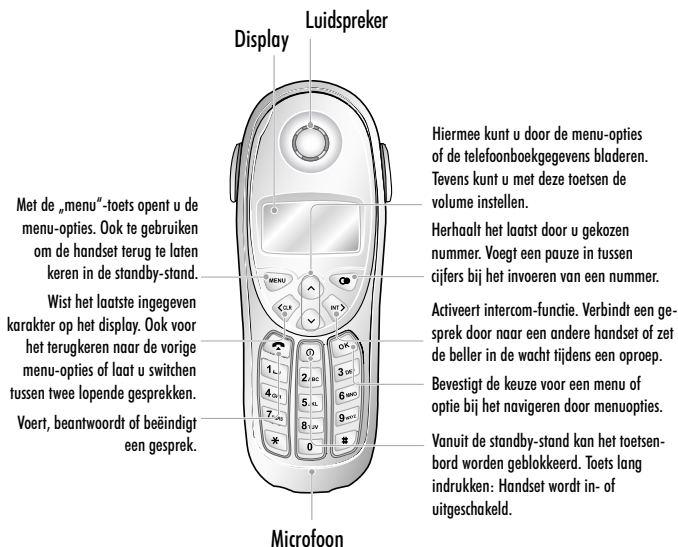 Luidspreker
Display
Met de „menu“-toets opent u de
menu-opties. Ook te gebruiken
om de handset terug te laten
keren in de standby-stand.
Wist het laatste ingegeven
karakter op het display. Ook voor
het terugkeren naar de vorige
menu-opties of laat u switchen
tussen twee lopende gesprekken.
Voert, beantwoordt of beëindigt
een gesprek.
MENU
<CLR
INT>
OK
1
2 ABC
3 DEF
4 GHI
5 JKL
6 MNO
7
8
9
*
0
#
Hiermee kunt u door de menu-opties
of de telefoonboekgegevens bladeren.
Tevens kunt u met deze toetsen de
volume instellen.
Herhaalt het laatst door u gekozen
nummer. Voegt een pauze in tussen
cijfers bij het invoeren van een nummer.
Activeert intercom-functie. Verbindt een ge-
sprek door naar een andere handset of zet
de beller in de wacht tijdens een oproep.
Bevestigt de keuze voor een menu of
optie bij het navigeren door menuopties.
Vanuit de standby-stand kan het toetsen-
bord worden geblokkeerd. Toets lang
indrukken: Handset wordt in- of
uitgeschakeld.
Microfoon